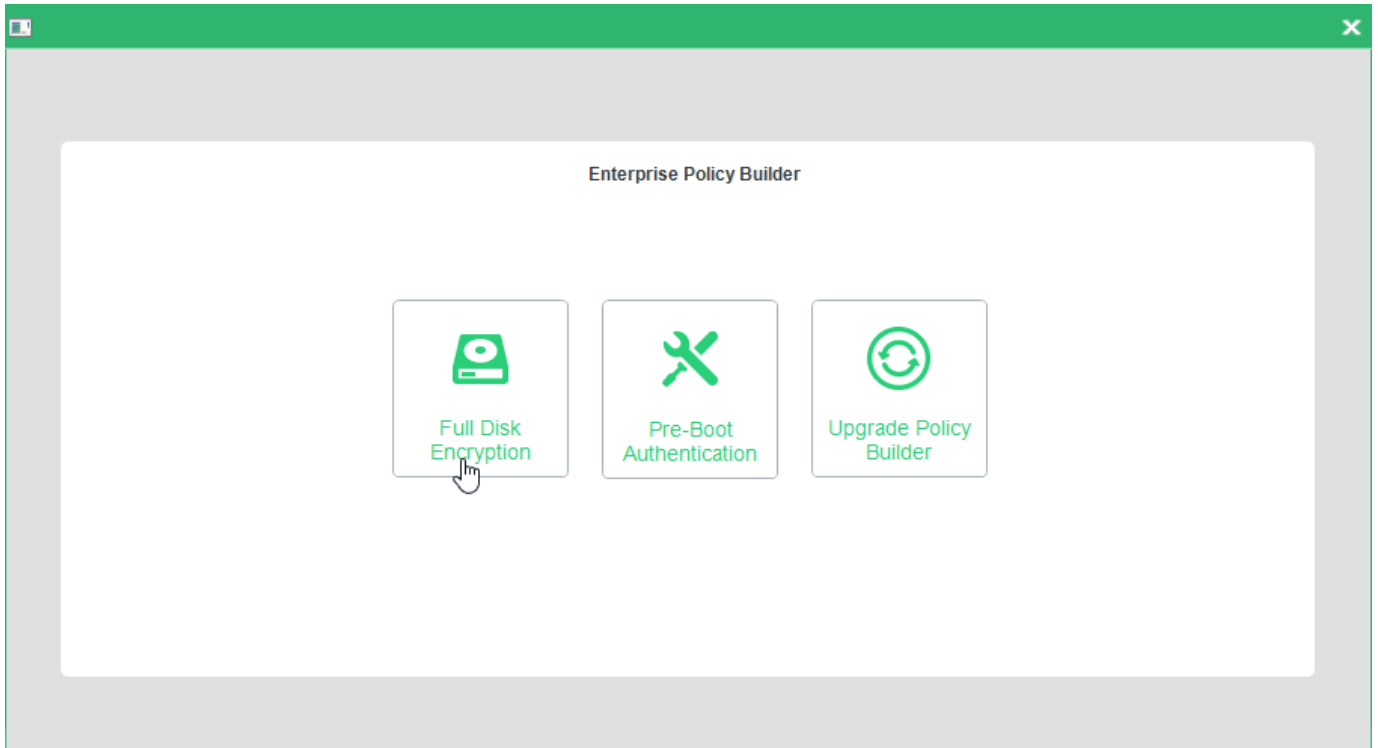 Enterprise Policy Builder
Full Disk
Encryption
Pre-Boot
Authentication
Upgrade Policy
Builder